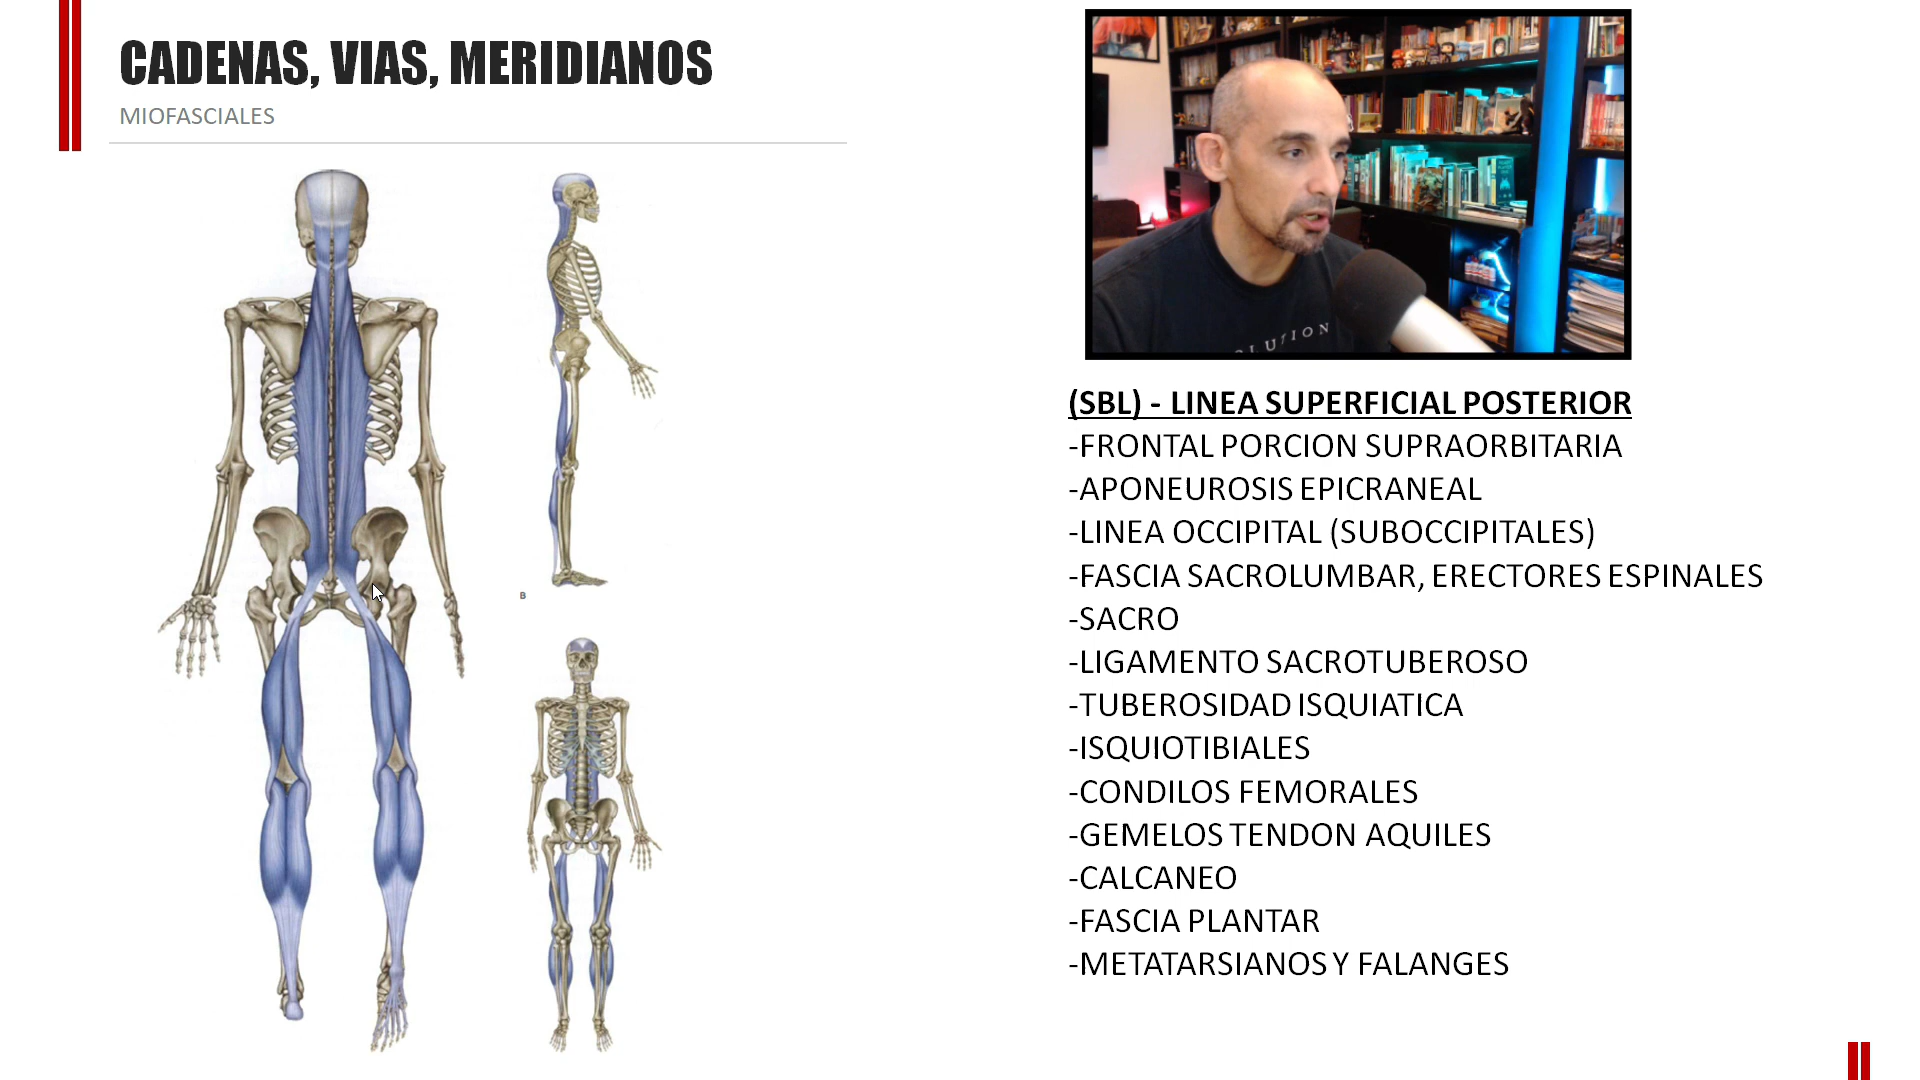 CADENAS, VIAS, MERIDIANOS
MIOFASCIALES
B
OLUTION
(SBL) - LINEA SUPERFICIAL POSTERIOR
-FRONTAL PORCION SUPRAORBITARIA
-APONEUROSIS EPICRANEAL
-LINEA OCCIPITAL (SUBOCCIPITALES)
-FASCIA SACROLUMBAR, ERECTORES ESPINALES
-SACRO
-LIGAMENTO SACROTUBEROSO
-TUBEROSIDAD ISQUIATICA
-ISQUIOTIBIALES
-CONDILOS FEMORALES
-GEMELOS TENDON AQUILES
-CALCANEO
-FASCIA PLANTAR
-METATARSIANOS Y FALANGES